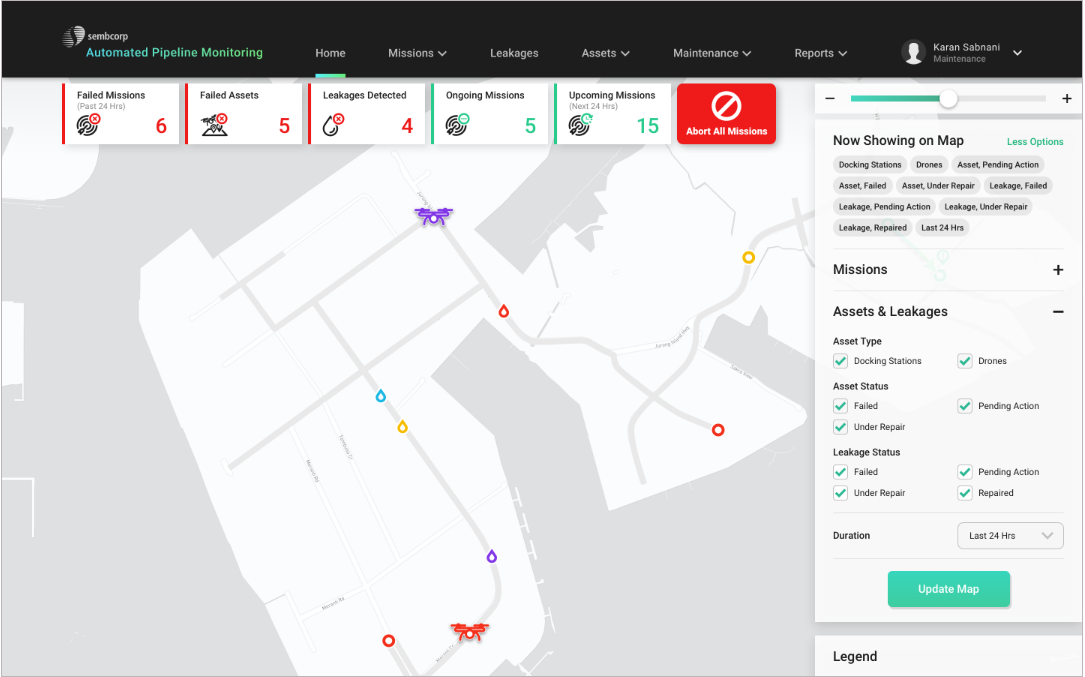 sembcorp
Automated Pipeline Monitoring
Home
Missions
Leakages
Assets
Maintenance
Reports
Karan Sabnani
Maintenance
Failed Missions
(Past 24 Hrs)
6
Failed Assets
5
Leakages Detected
4
Ongoing Missions
5
Upcoming Missions
(Next 24 Hrs)
15
Abort All Missions
Now Showing on Map
Less Options
Docking Stations
Drones
Asset, Pending Action
Asset, Failed
Asset, Under Repair
Leakage, Failed
Leakage, Pending Action
Leakage, Under Repair
Leakage, Repaired
Last 24 Hrs
Missions
Assets & Leakages
Asset Type
Docking Stations
Drones
Asset Status
Failed
Pending Action
Under Repair
Leakage Status
Failed
Pending Action
Under Repair
Repaired
Duration
Last 24 Hrs
Update Map
Legend
Jurong Island Hwy